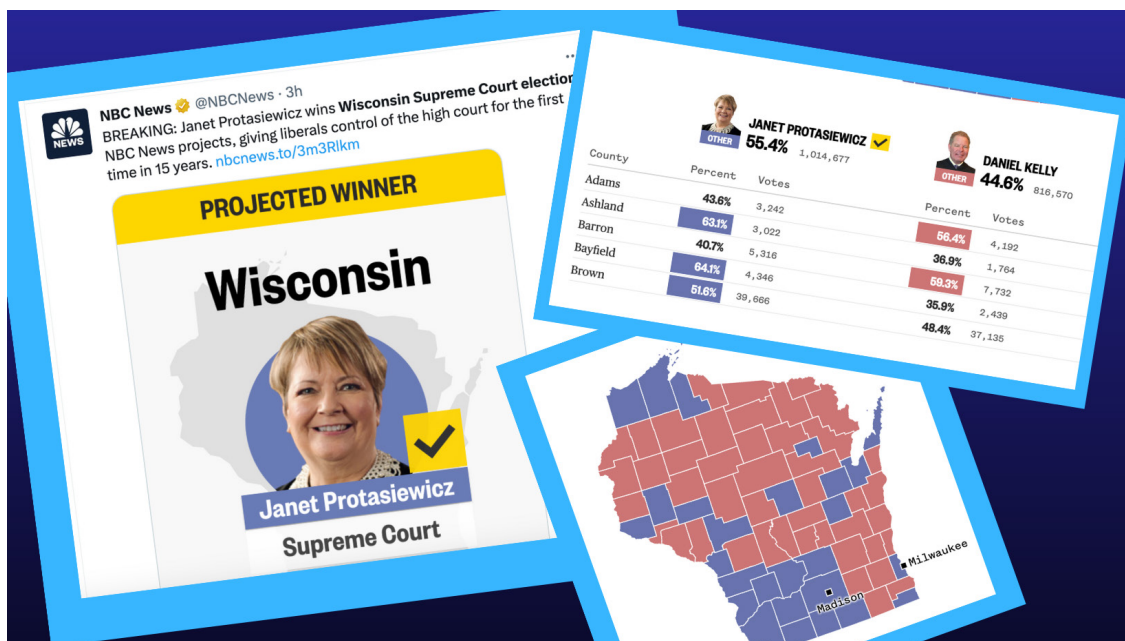 NBC News @NBCNews · 3h
BREAKING: Janet Protasiewicz wins Wisconsin Supreme Court election,
NBC News projects, giving liberals control of the high court for the first
time in 15 years. nbcnews.to/3m3Rlkm
NEWS
PROJECTED WINNER
Wisconsin
Janet Protasiewicz
Supreme Court
JANET PROTASIEWICZ
OTHER 55.4% 1,014,677
DANIEL KELLY
OTHER 44.6% 816,570
County Percent Votes Percent Votes
Adams 43.6% 3,242 56.4% 4,192
Ashland 63.1% 3,022 36.9% 1,764
Barron 40.7% 5,316 59.3% 7,732
Bayfield 64.1% 4,346 35.9% 2,439
Brown 51.6% 39,666 48.4% 37,135
Milwaukee
Madison